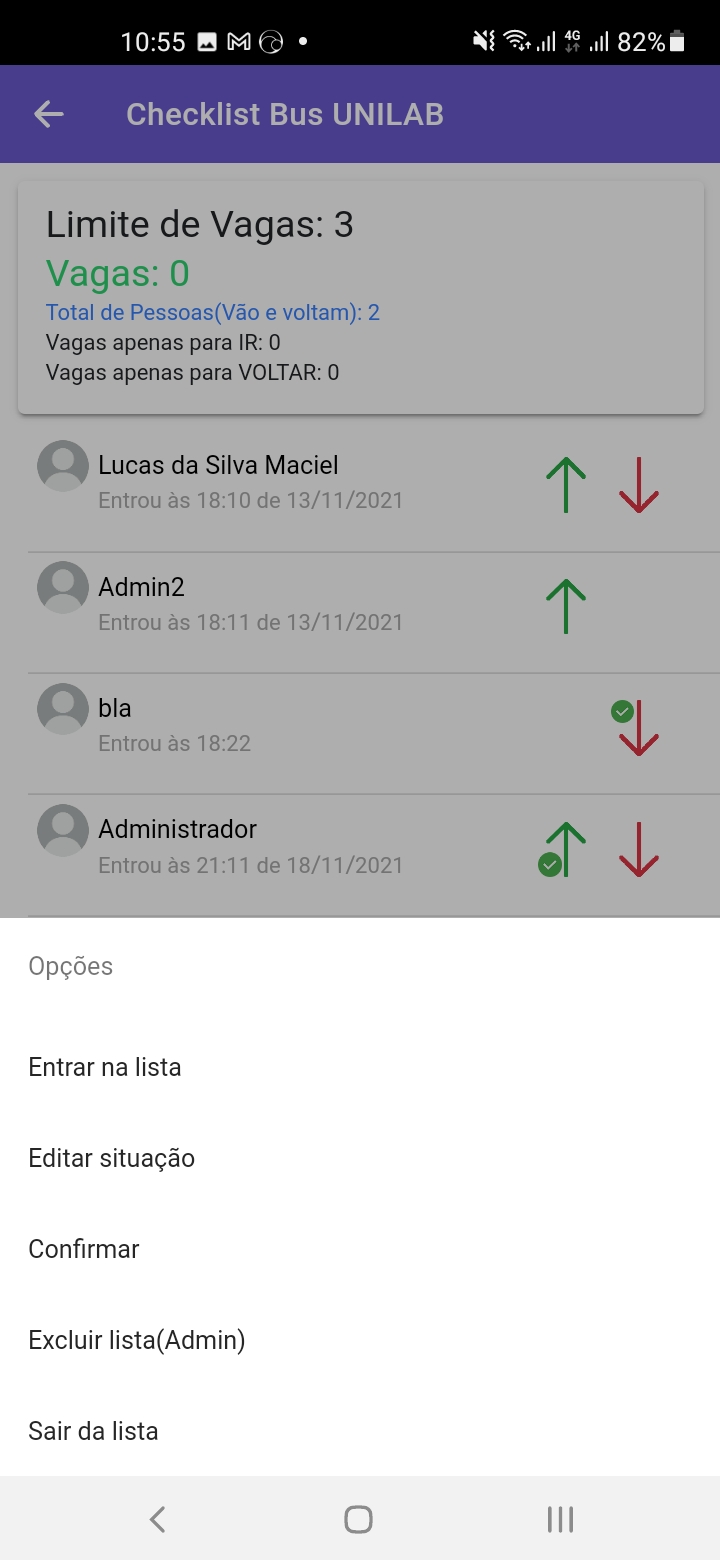 10:55
4G
82%
Checklist Bus UNILAB
Limite de Vagas: 3
Vagas: 0
Total de Pessoas(Vão e voltam): 2
Vagas apenas para IR: 0
Vagas apenas para VOLTAR: 0
Lucas da Silva Maciel
Entrou às 18:10 de 13/11/2021
Admin2
Entrou às 18:11 de 13/11/2021
bla
Entrou às 18:22
Administrador
Entrou às 21:11 de 18/11/2021
Opções
Entrar na lista
Editar situação
Confirmar
Excluir lista(Admin)
Sair da lista